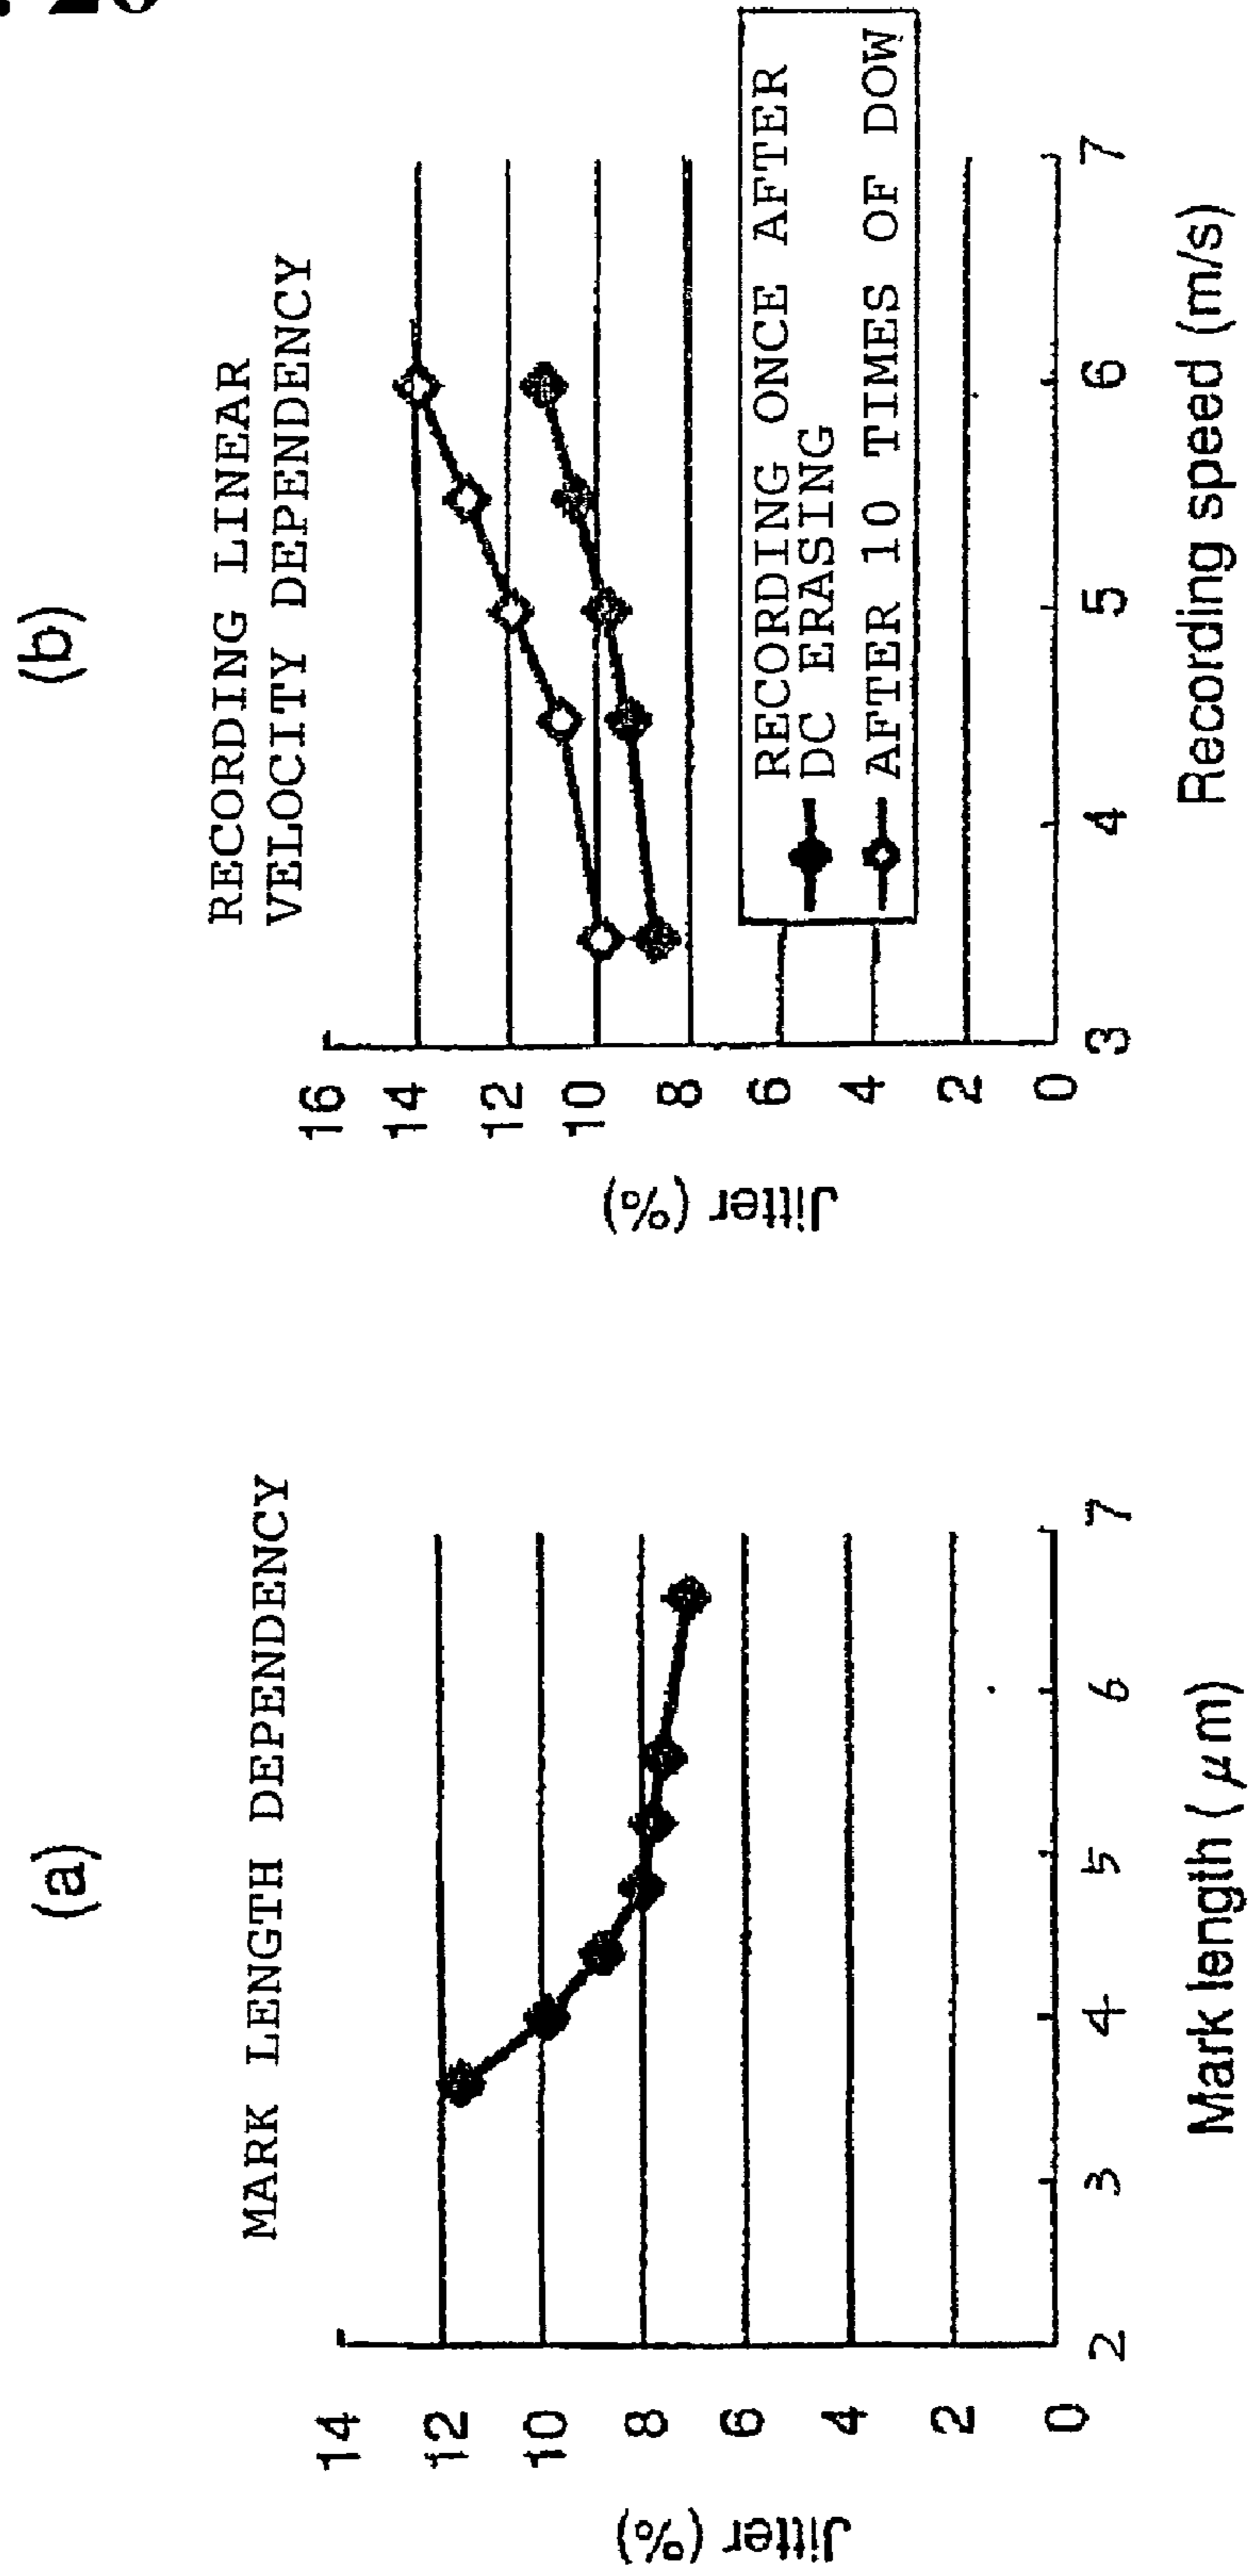 (a)
MARK LENGTH DEPENDENCY
Jitter (%)
14
12
10
8
6
4
2
0
2 3 4 5 6 7
Mark length ( μm)
(b)
RECORDING LINEAR
VELOCITY DEPENDENCY
Jitter (%)
16
14
12
10
8
6
4
2
0
3 4 5 6 7
Recording speed (m/s)
RECORDING ONCE AFTER
DC ERASING
AFTER 10 TIMES OF DOW